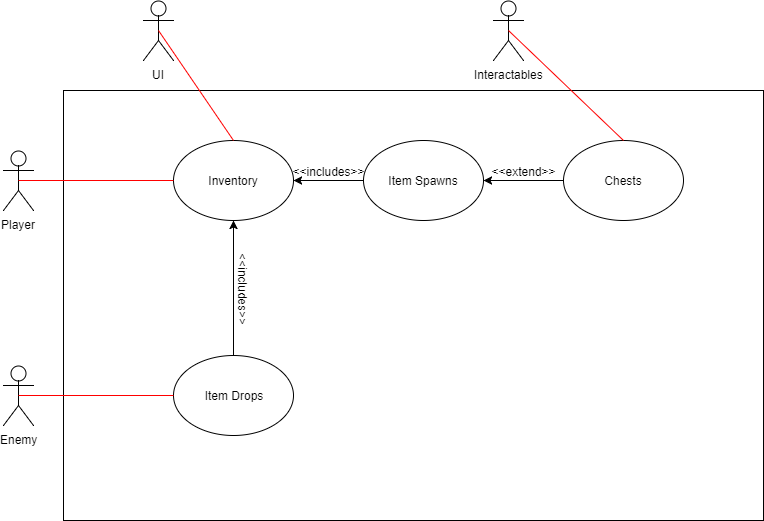 UI
Interactables
Player
Inventory
<<includes>>
Item Spawns
<<extend>>
Chests
<<includes>>
Enemy
Item Drops